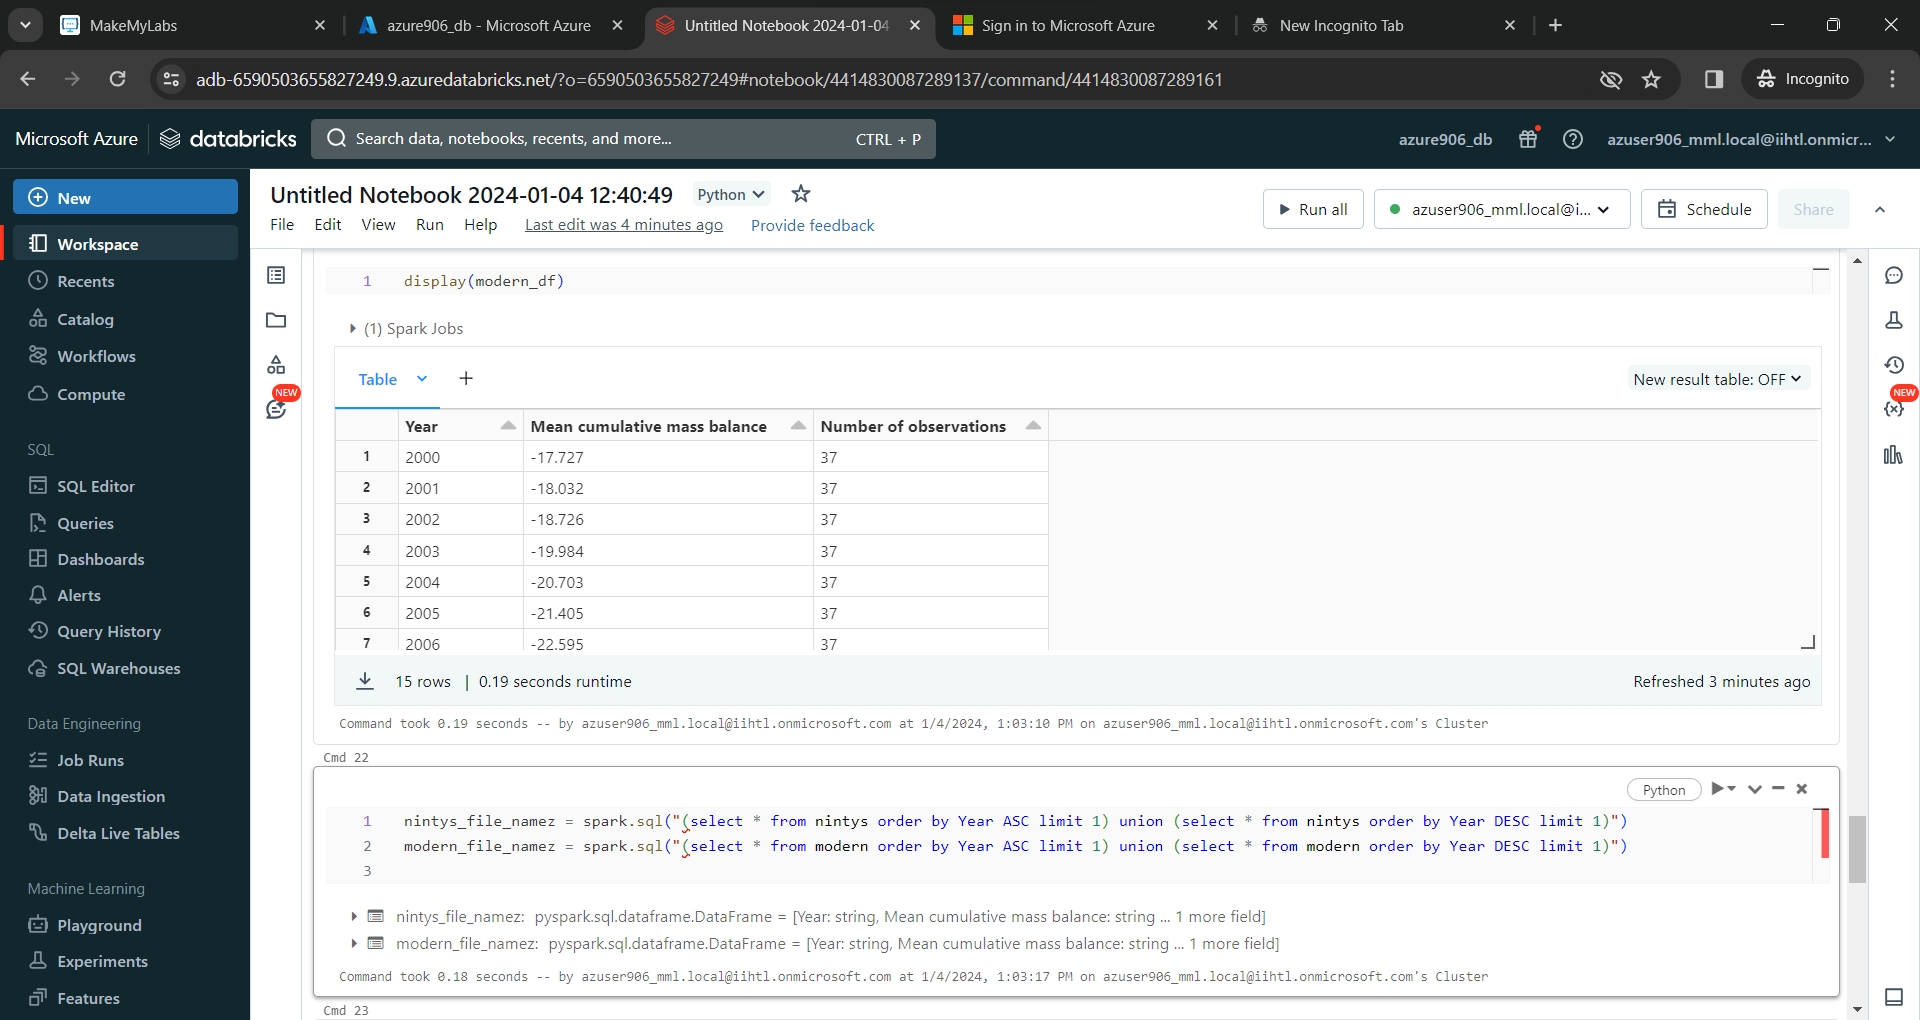 MakeMyLabs
azure906_db - Microsoft Azure
Untitled Notebook 2024-01-04
Sign in to Microsoft Azure
New Incognito Tab
adb-6590503655827249.9.azuredatabricks.net/?o=6590503655827249#notebook/4414830087289137/command/4414830087289161
Incognito
Microsoft Azure
databricks
Search data, notebooks, recents, and more...
CTRL + P
azure906_db
azuser906_mml.local@iihtl.onmicr...
New
Workspace
Recents
Catalog
Workflows
Compute
SQL
SQL Editor
Queries
Dashboards
Alerts
Query History
SQL Warehouses
Data Engineering
Job Runs
Data Ingestion
Delta Live Tables
Machine Learning
Playground
Experiments
Features
Untitled Notebook 2024-01-04 12:40:49
Python
File Edit View Run Help Last edit was 4 minutes ago Provide feedback
Run all
azuser906_mml.local@i...
Schedule
Share
NEW
NEW
1 display(modern_df)
(1) Spark Jobs
Table +
New result table: OFF
Year Mean cumulative mass balance Number of observations
1 2000 -17.727 37
2 2001 -18.032 37
3 2002 -18.726 37
4 2003 -19.984 37
5 2004 -20.703 37
6 2005 -21.405 37
7 2006 -22.595 37
15 rows | 0.19 seconds runtime
Refreshed 3 minutes ago
Command took 0.19 seconds -- by azuser906_mml.local@iihtl.onmicrosoft.com at 1/4/2024, 1:03:10 PM on azuser906_mml.local@iihtl.onmicrosoft.com's Cluster
Cmd 22
Python
1 nintys_file_namez = spark.sql("(select * from nintys order by Year ASC limit 1) union (select * from nintys order by Year DESC limit 1)")
2 modern_file_namez = spark.sql("(select * from modern order by Year ASC limit 1) union (select * from modern order by Year DESC limit 1)")
3
nintys_file_namez: pyspark.sql.dataframe.DataFrame = [Year: string, Mean cumulative mass balance: string ... 1 more field]
modern_file_namez: pyspark.sql.dataframe.DataFrame = [Year: string, Mean cumulative mass balance: string ... 1 more field]
Command took 0.18 seconds -- by azuser906_mml.local@iihtl.onmicrosoft.com at 1/4/2024, 1:03:17 PM on azuser906_mml.local@iihtl.onmicrosoft.com's Cluster
Cmd 23